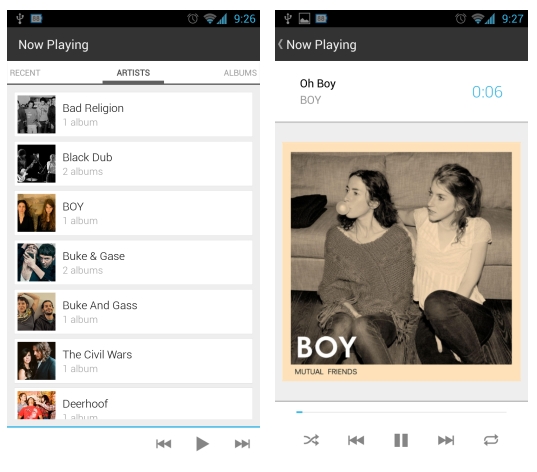 9:26
Now Playing
RECENT ARTISTS ALBUMS
Bad Religion
1 album
Black Dub
2 albums
BOY
1 album
Buke & Gase
2 albums
Buke And Gass
1 album
The Civil Wars
1 album
Deerhoof
1 album
9:27
Now Playing
Oh Boy
BOY
0:06
BOY
MUTUAL FRIENDS